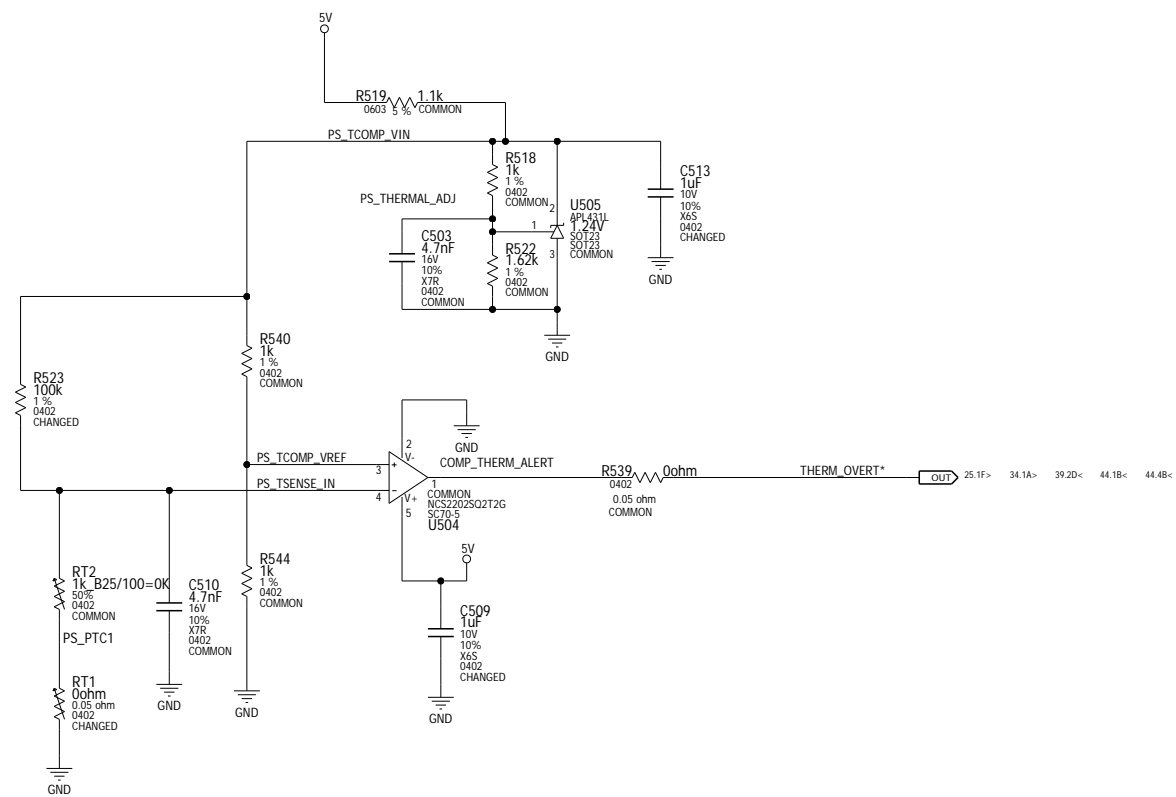 5V
R519 1.1k
0603 5 % COMMON
PS_TCOMP_VIN
R518
1k
1 %
0402
COMMON
PS_THERMAL_ADJ
C513
1uF
10V
10%
X6S
0402
CHANGED
GND
2
1
3
U505
APL431L
1.24V
SOT23
SOT23
COMMON
C503
4.7nF
16V
10%
X7R
0402
COMMON
R522
1.62k
1 %
0402
COMMON
GND
R540
1k
1 %
0402
COMMON
R523
100k
1 %
0402
CHANGED
GND
2
V-
PS_TCOMP_VREF
3
+
COMP_THERM_ALERT
1
PS_TSENSE_IN
4
-
V+
5
COMMON
NCS2202SQ2T2G
SC70-5
U504
R539 0ohm
0402
0.05 ohm
COMMON
THERM_OVERT*
OUT 25.1F> 34.1A> 39.2D< 44.1B< 44.4B<
5V
C509
1uF
10V
10%
X6S
0402
CHANGED
GND
RT2
1k_B25/100=0K
50%
0402
COMMON
PS_PTC1
C510
4.7nF
16V
10%
X7R
0402
COMMON
GND
R544
1k
1 %
0402
COMMON
GND
RT1
0ohm
0.05 ohm
0402
CHANGED
GND